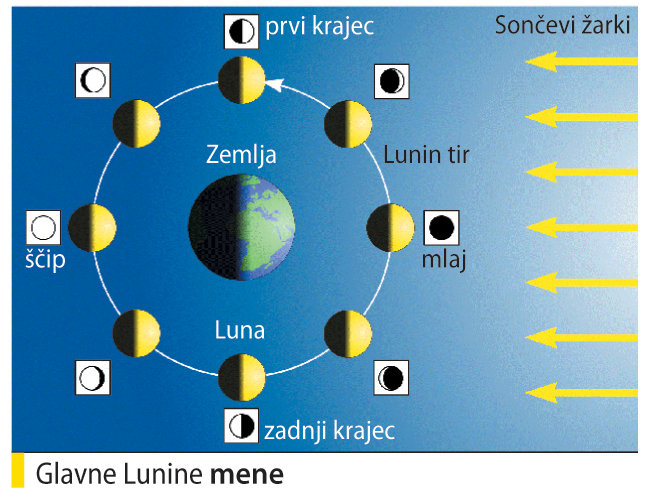 prvi krajec
Sončevi žarki
Zemlja
Lunin tir
ščip
mlaj
Luna
zadnji krajec
Glavne Lunine mene